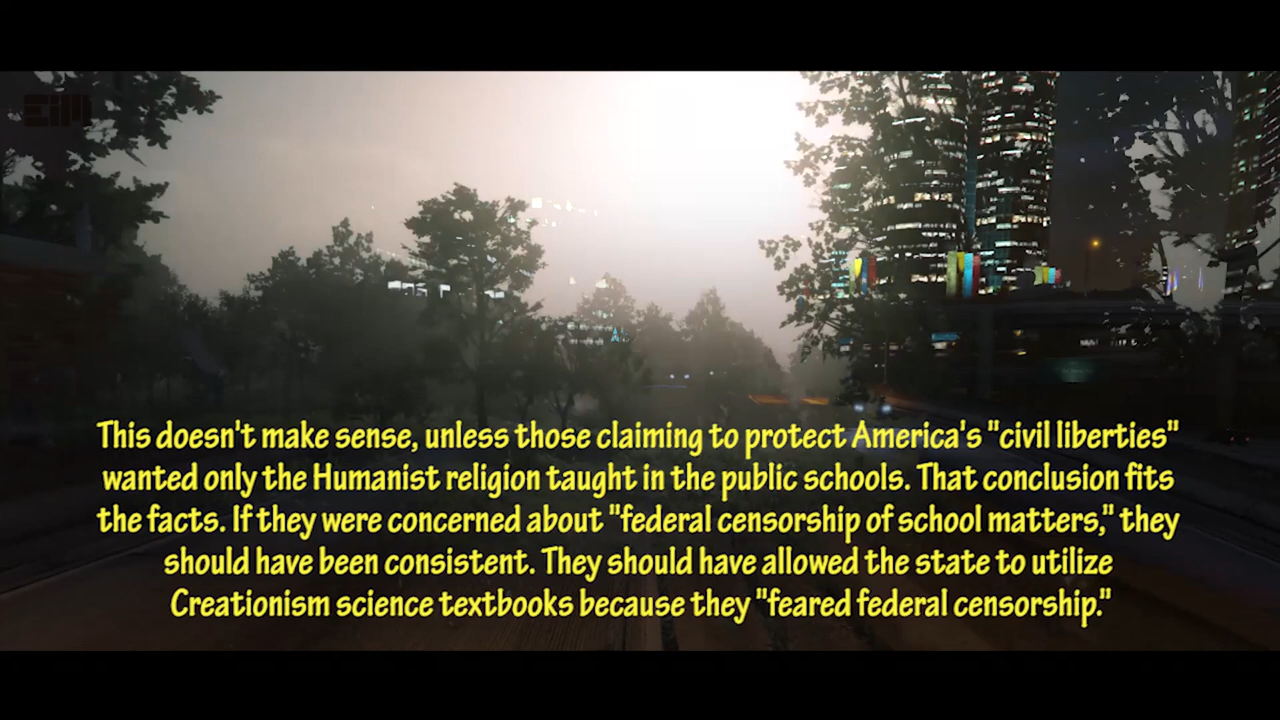 EiM
This doesn't make sense, unless those claiming to protect America's "civil liberties"
wanted only the Humanist religion taught in the public schools. That conclusion fits
the facts. If they were concerned about "federal censorship of school matters," they
should have been consistent. They should have allowed the state to utilize
Creationism science textbooks because they "feared federal censorship."